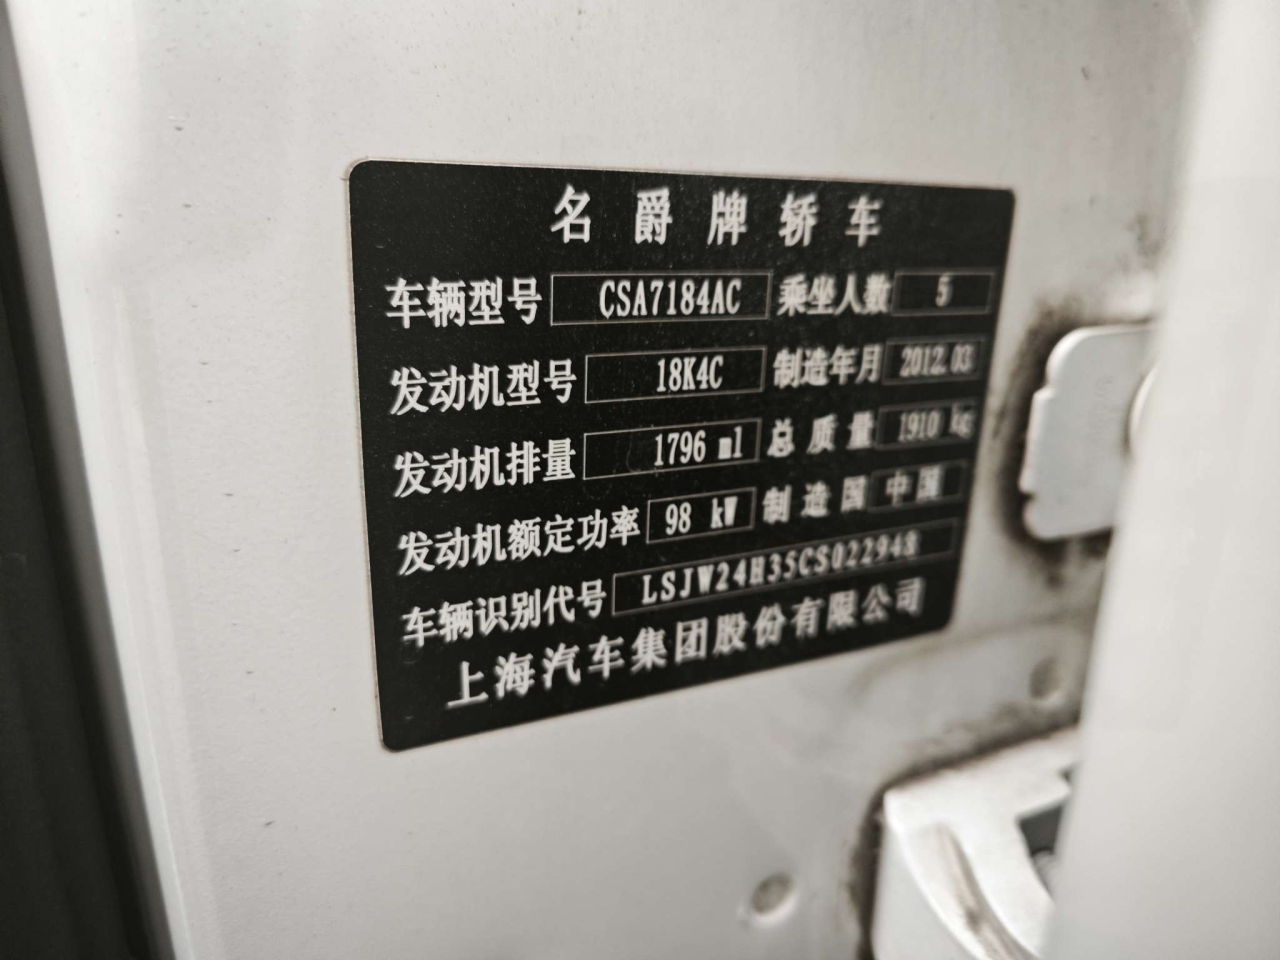 名爵牌轿车
车辆型号 CSA7184AC 乘坐人数 5
发动机型号 18K4C 制造年月 2012.03
发动机排量 1796 ml 总质量 1910 kg
发动机额定功率 98 kW 制造国 中国
车辆识别代号 LSJW24H35CS022948
上海汽车集团股份有限公司